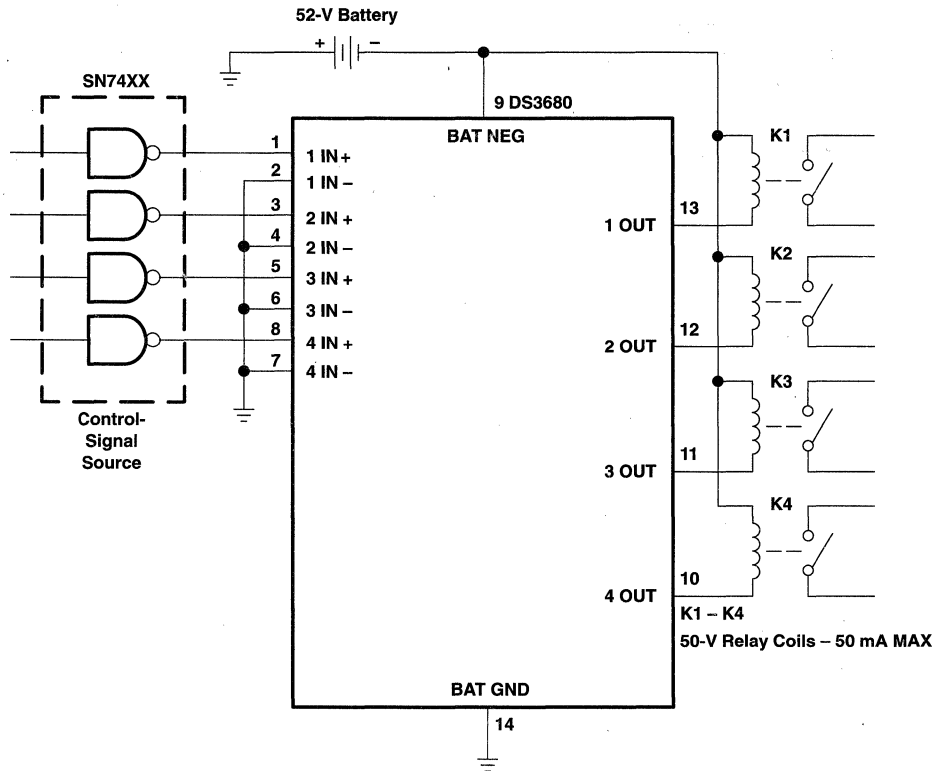 52-V Battery
+ −
SN74XX
9 DS3680
BAT NEG
K1
1
1 IN +
2
1 IN −
3
2 IN +
13
1 OUT
4
2 IN −
K2
5
3 IN +
6
3 IN −
8
4 IN +
12
2 OUT
7
4 IN −
K3
Control-
Signal
Source
11
3 OUT
K4
10
4 OUT
K1 – K4
50-V Relay Coils – 50 mA MAX
BAT GND
14